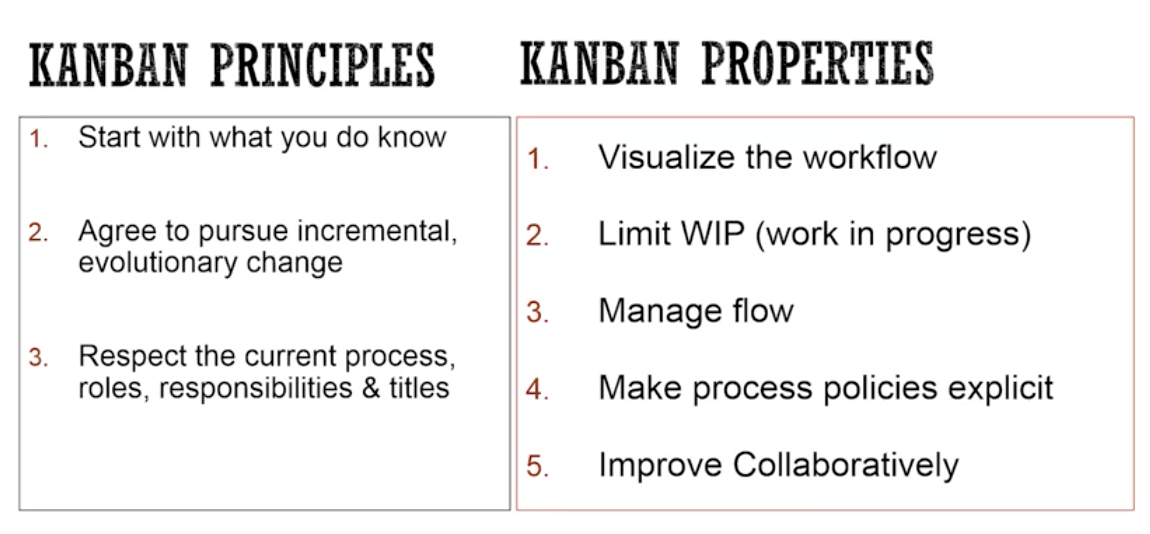 KANBAN PRINCIPLES
1. Start with what you do know
2. Agree to pursue incremental,
evolutionary change
3. Respect the current process,
roles, responsibilities & titles
KANBAN PROPERTIES
1. Visualize the workflow
2. Limit WIP (work in progress)
3. Manage flow
4. Make process policies explicit
5. Improve Collaboratively